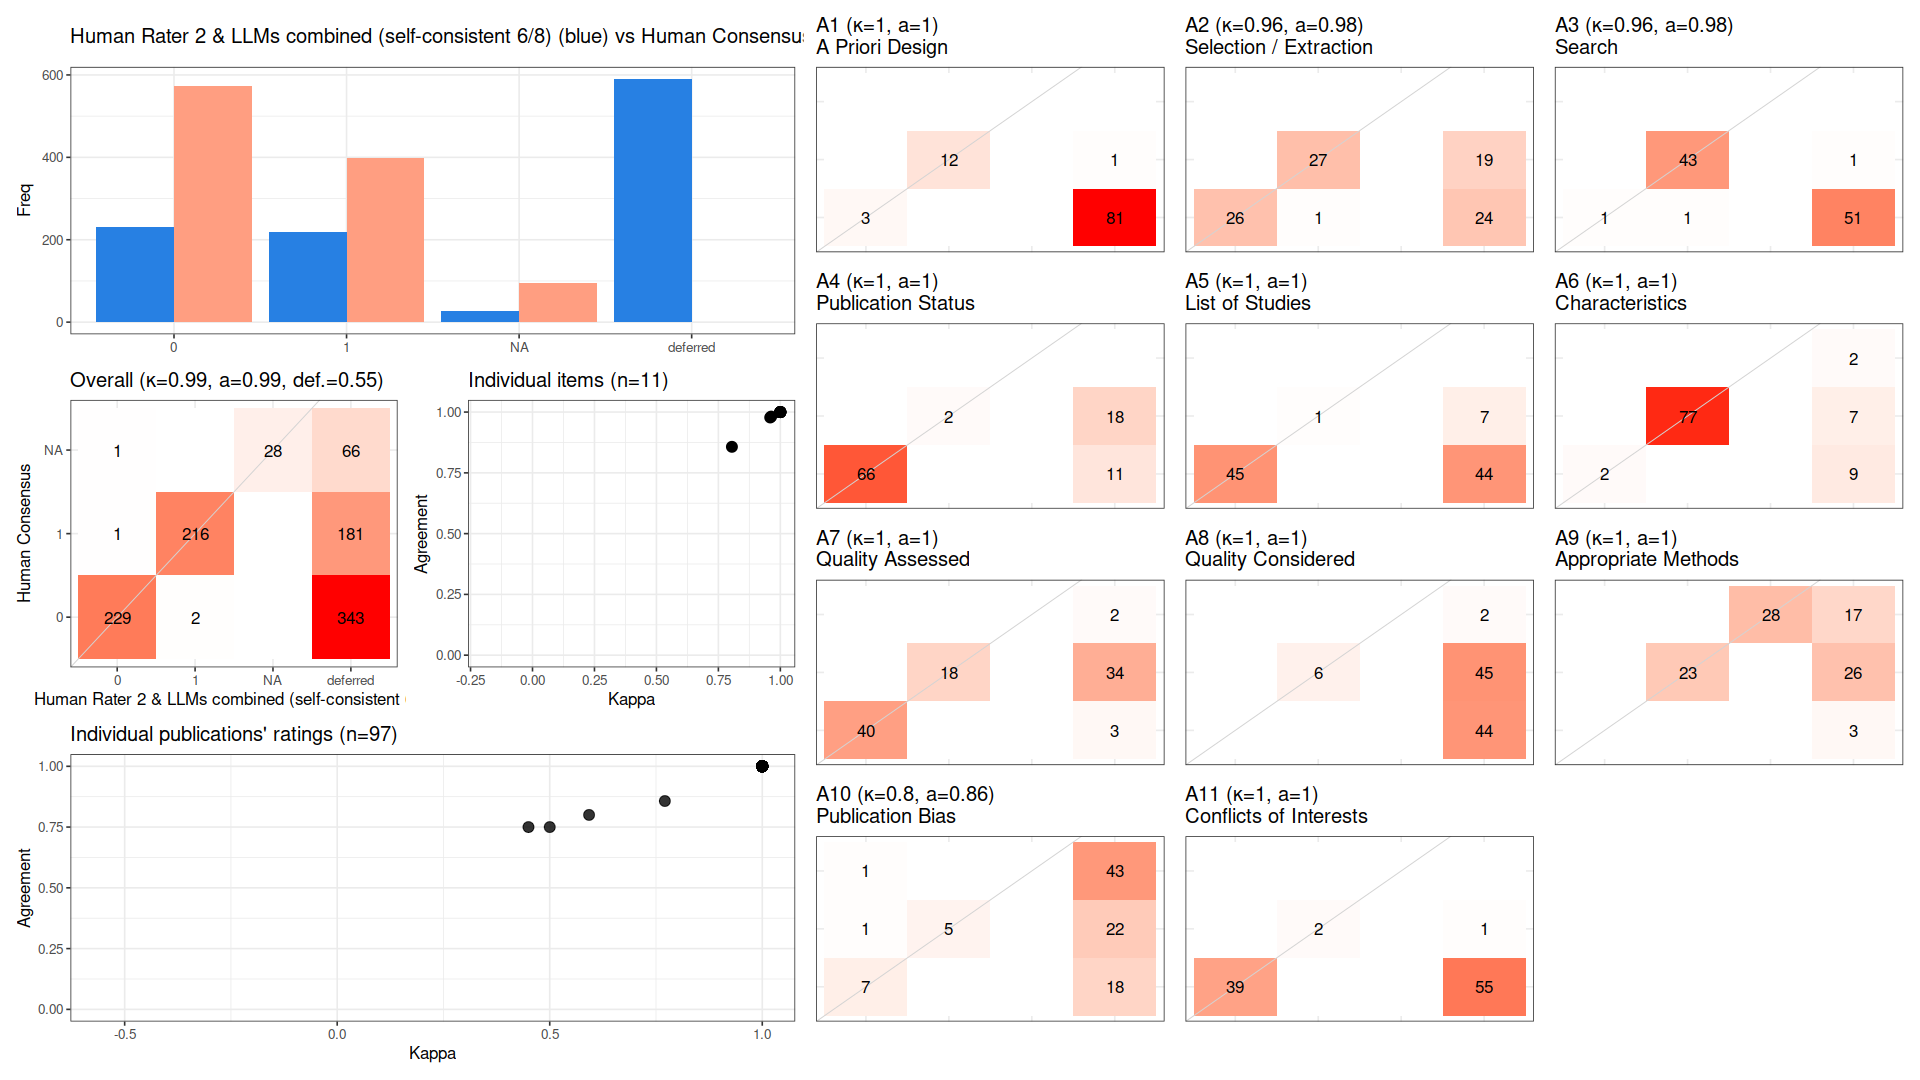 Human Rater 2 & LLMs combined (self-consistent 6/8) (blue) vs Human Consensu
600
400
200
0
Freq
0 1 NA deferred
Overall (κ=0.99, a=0.99, def.=0.55)
Human Consensus
NA 1 28 66
1 1 216 181
0 229 2 343
0 1 NA deferred
Human Rater 2 & LLMs combined (self-consistent
Individual items (n=11)
Agreement
1.00
0.75
0.50
0.25
0.00
-0.25 0.00 0.25 0.50 0.75 1.00
Kappa
Individual publications' ratings (n=97)
Agreement
1.00
0.75
0.50
0.25
0.00
-0.5 0.0 0.5 1.0
Kappa
A1 (κ=1, a=1)
A Priori Design
12 1
3 81
A2 (κ=0.96, a=0.98)
Selection / Extraction
27 19
26 1 24
A3 (κ=0.96, a=0.98)
Search
43 1
1 1 51
A4 (κ=1, a=1)
Publication Status
2 18
66 11
A5 (κ=1, a=1)
List of Studies
1 7
45 44
A6 (κ=1, a=1)
Characteristics
2
77 7
2 9
A7 (κ=1, a=1)
Quality Assessed
2
18 34
40 3
A8 (κ=1, a=1)
Quality Considered
2
6 45
44
A9 (κ=1, a=1)
Appropriate Methods
28 17
23 26
3
A10 (κ=0.8, a=0.86)
Publication Bias
1 43
1 5 22
7 18
A11 (κ=1, a=1)
Conflicts of Interests
2 1
39 55